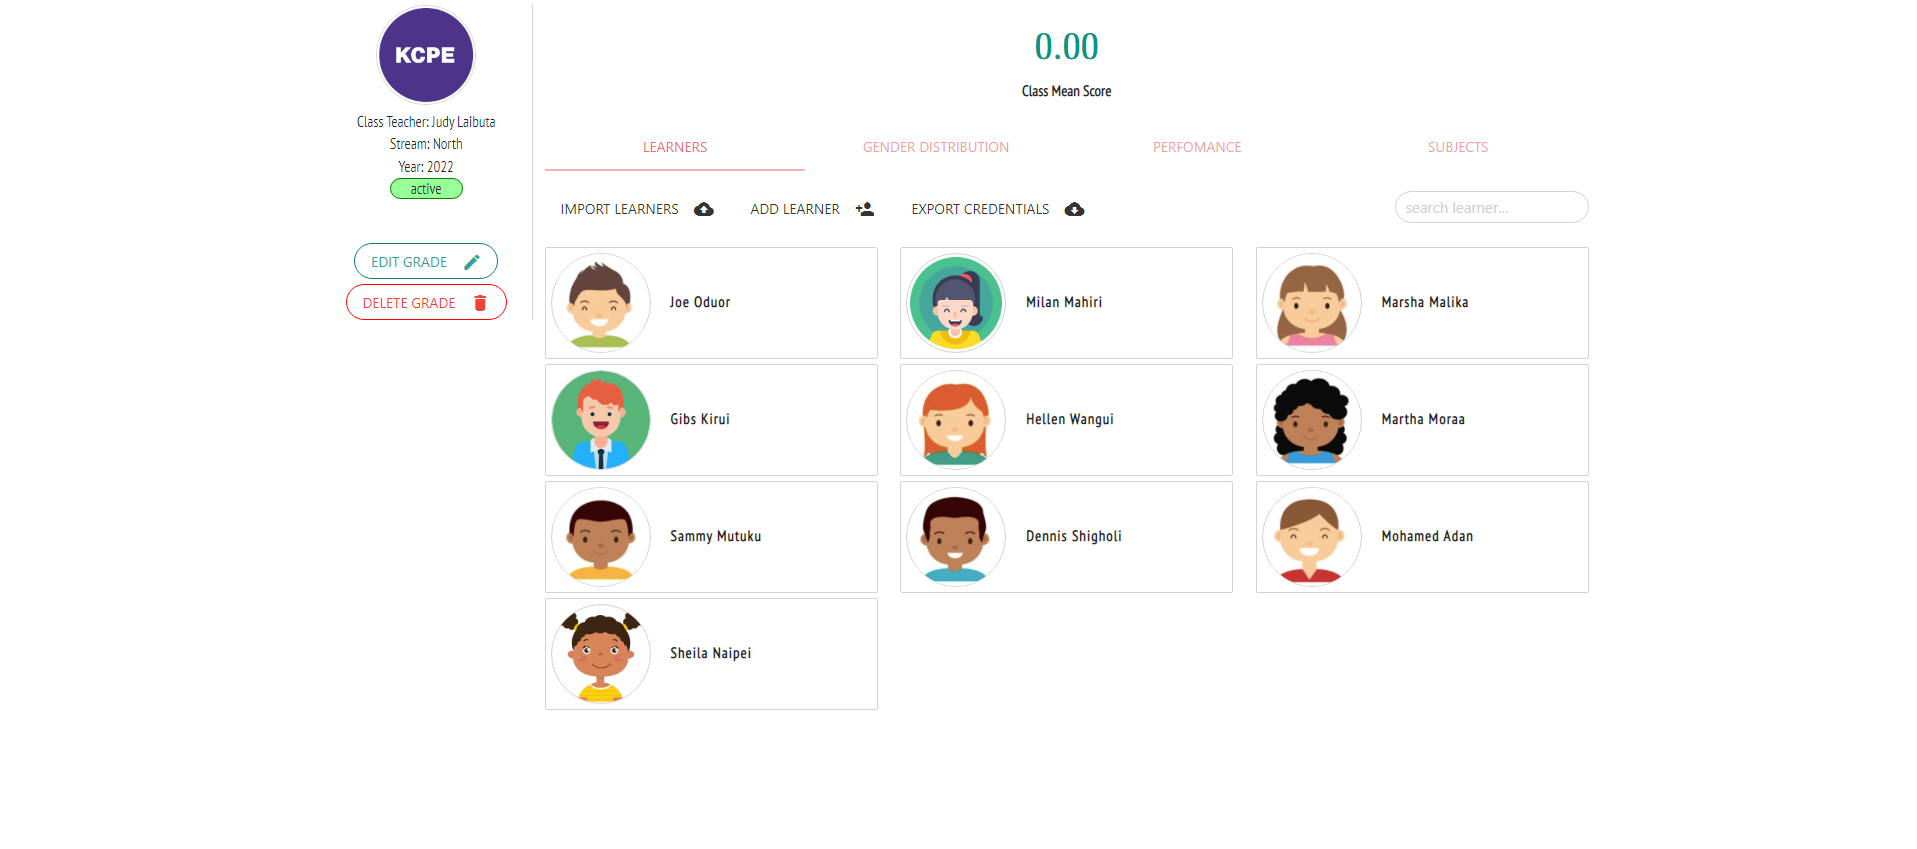 KCPE
Class Teacher: Judy Laibuta
Stream: North
Year: 2022
active
EDIT GRADE
DELETE GRADE
0.00
Class Mean Score
LEARNERS
GENDER DISTRIBUTION
PERFOMANCE
SUBJECTS
IMPORT LEARNERS
ADD LEARNER
EXPORT CREDENTIALS
search learner...
Joe Oduor
Milan Mahiri
Marsha Malika
Gibs Kirui
Hellen Wangui
Martha Moraa
Sammy Mutuku
Dennis Shigholi
Mohamed Adan
Sheila Naipei